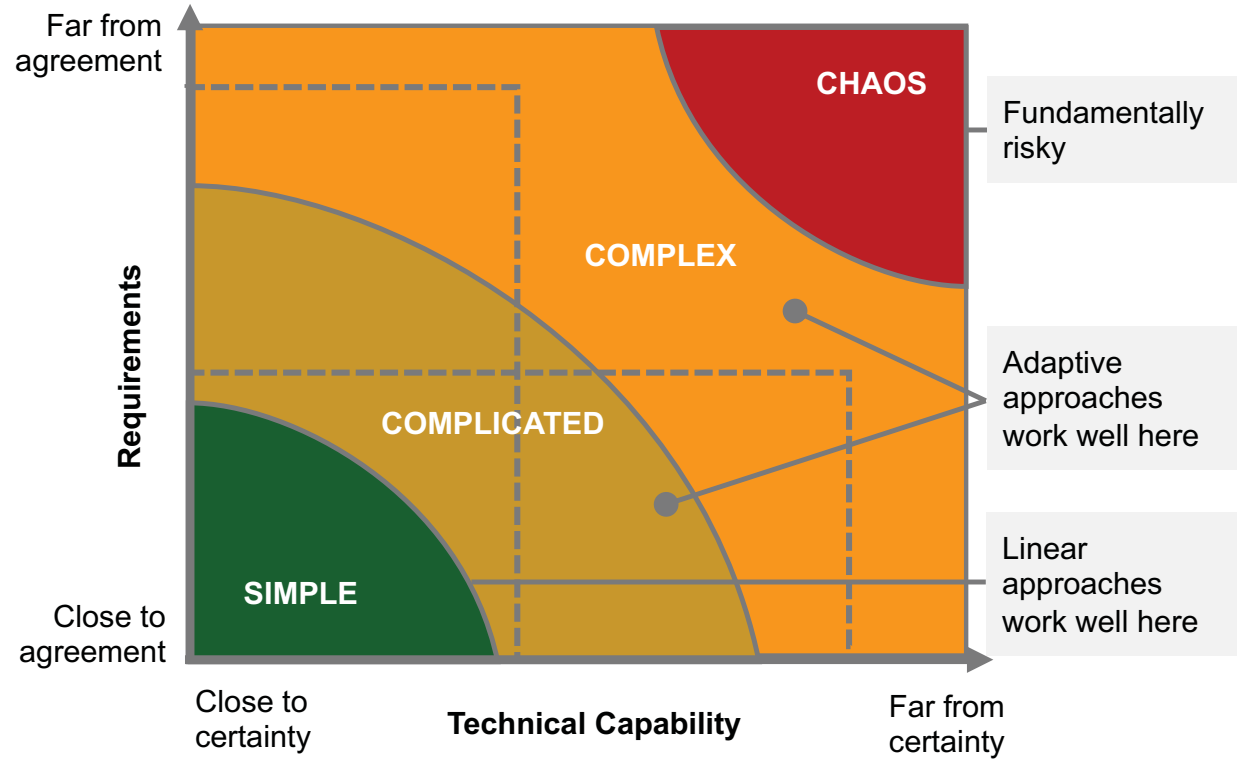 Far from
agreement
CHAOS
Fundamentally
risky
COMPLEX
Requirements
Adaptive
approaches
work well here
COMPLICATED
Linear
approaches
work well here
SIMPLE
Close to
agreement
Close to
certainty
Technical Capability
Far from
certainty